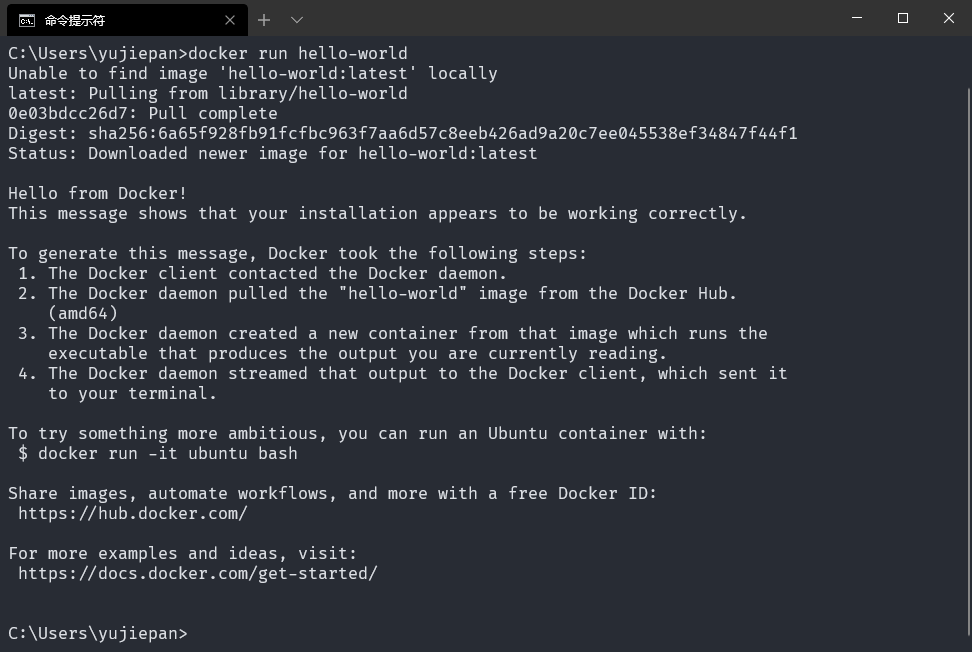 命令提示符
C:\Users\yujiepan>docker run hello-world
Unable to find image 'hello-world:latest' locally
latest: Pulling from library/hello-world
0e03bdcc26d7: Pull complete
Digest: sha256:6a65f928fb91fcfbc963f7aa6d57c8eeb426ad9a20c7ee045538ef34847f44f1
Status: Downloaded newer image for hello-world:latest

Hello from Docker!
This message shows that your installation appears to be working correctly.

To generate this message, Docker took the following steps:
 1. The Docker client contacted the Docker daemon.
 2. The Docker daemon pulled the "hello-world" image from the Docker Hub.
    (amd64)
 3. The Docker daemon created a new container from that image which runs the
    executable that produces the output you are currently reading.
 4. The Docker daemon streamed that output to the Docker client, which sent it
    to your terminal.

To try something more ambitious, you can run an Ubuntu container with:
 $ docker run -it ubuntu bash

Share images, automate workflows, and more with a free Docker ID:
 https://hub.docker.com/

For more examples and ideas, visit:
 https://docs.docker.com/get-started/

C:\Users\yujiepan>